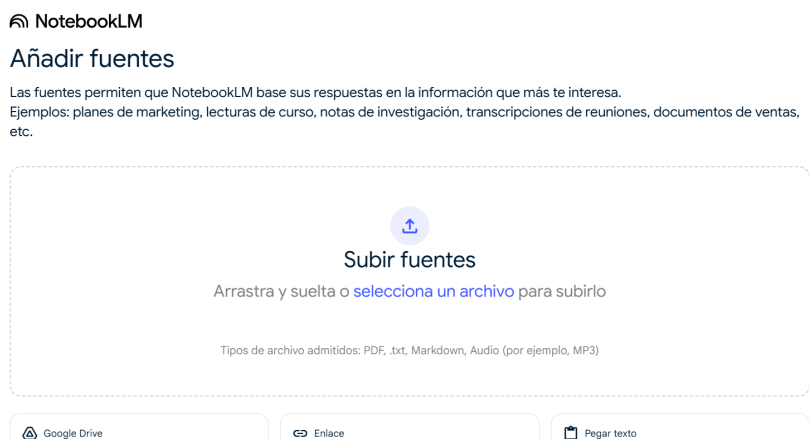 NotebookLM
Añadir fuentes
Las fuentes permiten que NotebookLM base sus respuestas en la información que más te interesa.
Ejemplos: planes de marketing, lecturas de curso, notas de investigación, transcripciones de reuniones, documentos de ventas,
etc.
Subir fuentes
Arrastra y suelta o selecciona un archivo para subirlo
Tipos de archivo admitidos: PDF, .txt, Markdown, Audio (por ejemplo, MP3)
Google Drive
Enlace
Pegar texto